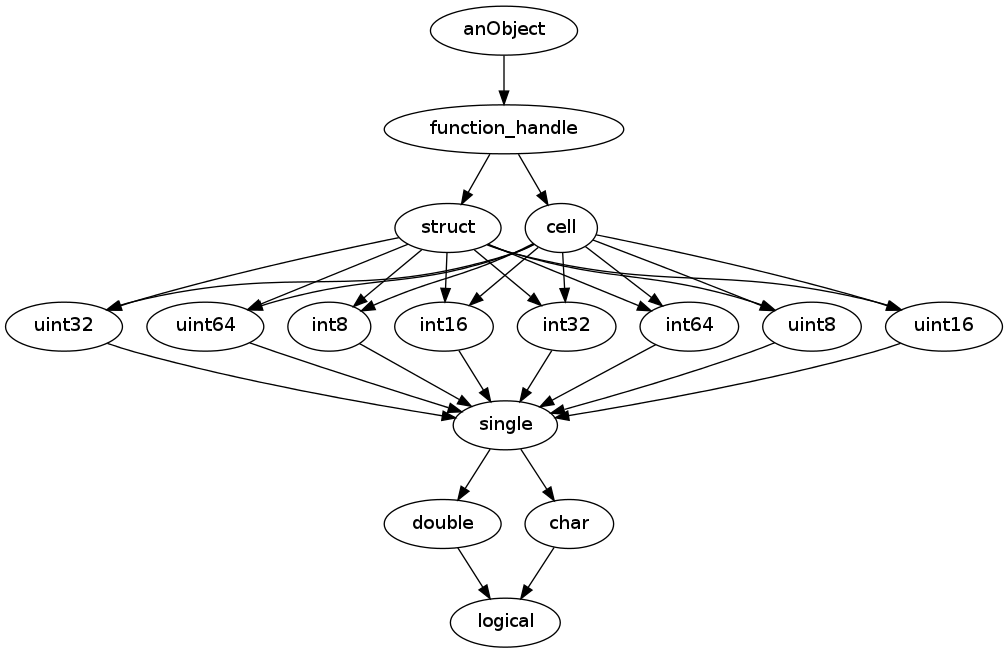 anObject
function_handle
struct cell
uint32 uint64 int8 int16 int32 int64 uint8 uint16
single
double char
logical